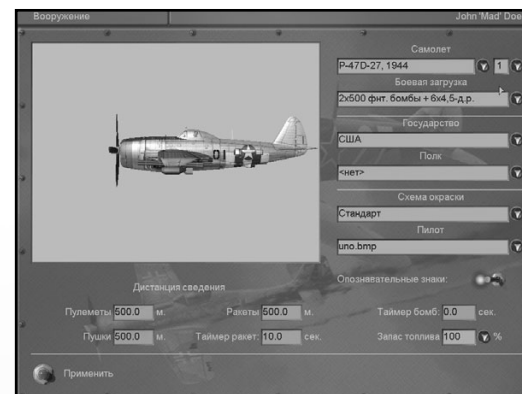 Вооружение
John 'Mad' Doe
Самолет
P-47D-27, 1944
1
Боевая загрузка
2x500 фнт. бомбы + 6x4,5-д.р.
Государство
США
Полк
<нет>
Схема окраски
Стандарт
Пилот
uno.bmp
Опознавательные знаки:
Дистанция сведения
Пулеметы 500.0 м. Ракеты 500.0 м. Таймер бомб: 0.0 сек.
Пушки 500.0 м. Таймер ракет: 10.0 сек. Запас топлива 100 %
Применить